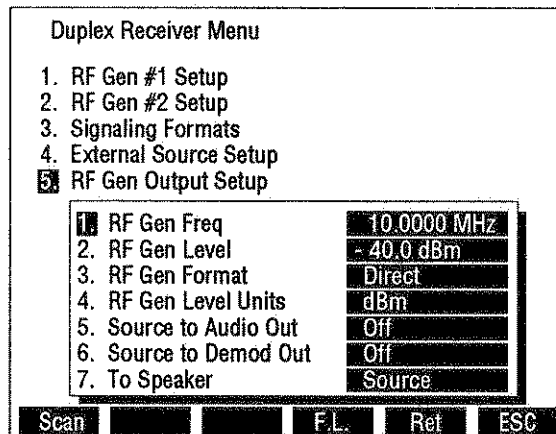 Duplex Receiver Menu
1. RF Gen #1 Setup
2. RF Gen #2 Setup
3. Signaling Formats
4. External Source Setup
5. RF Gen Output Setup
1. RF Gen Freq 10.0000 MHz
2. RF Gen Level - 40.0 dBm
3. RF Gen Format Direct
4. RF Gen Level Units dBm
5. Source to Audio Out Off
6. Source to Demod Out Off
7. To Speaker Source
Scan F.L. Ret ESC